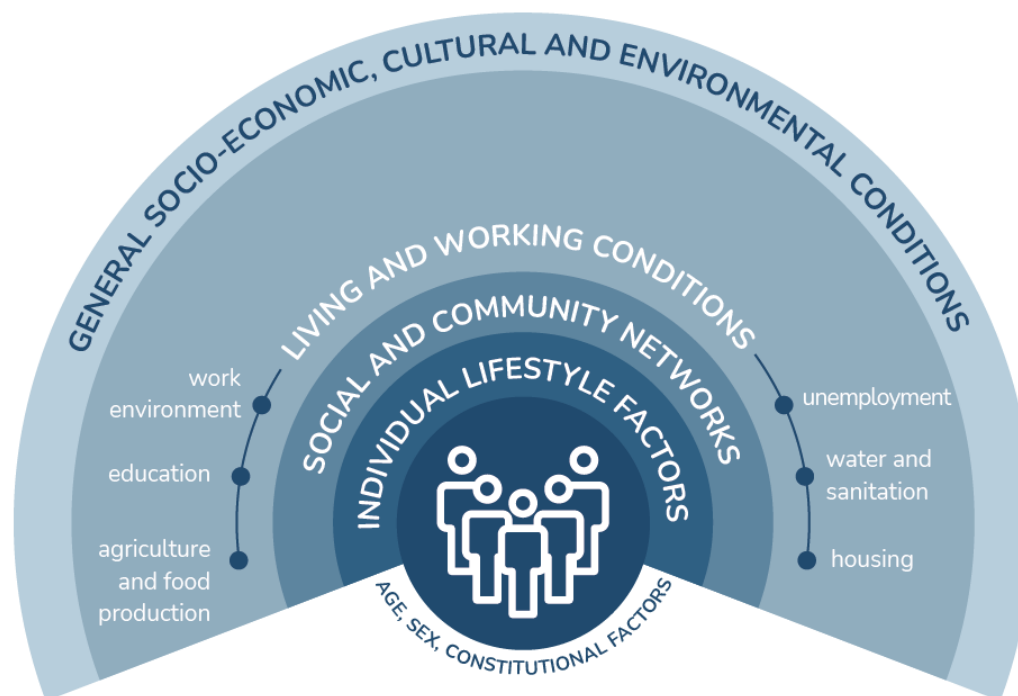 GENERAL SOCIO-ECONOMIC, CULTURAL AND ENVIRONMENTAL CONDITIONS
LIVING AND WORKING CONDITIONS
SOCIAL AND COMMUNITY NETWORKS
INDIVIDUAL LIFESTYLE FACTORS
work
environment
education
agriculture
and food
production
unemployment
water and
sanitation
housing
AGE, SEX, CONSTITUTIONAL FACTORS